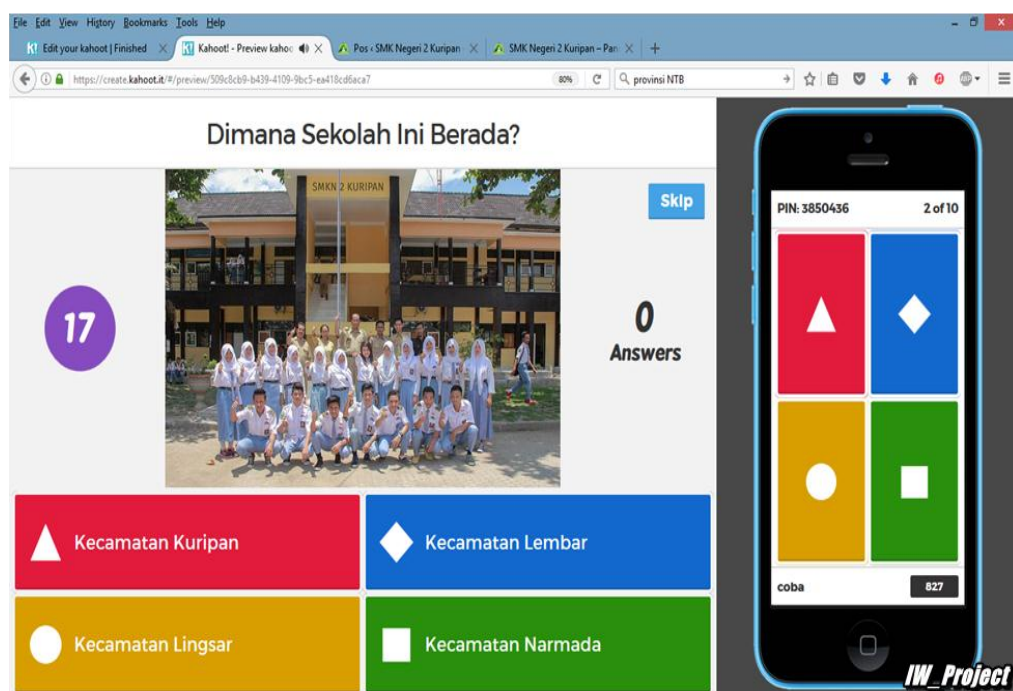 File Edit View History Bookmarks Tools Help
Edit your kahoot | Finished
Kahoot! - Preview kahoo
Pos ‹ SMK Negeri 2 Kuripan
SMK Negeri 2 Kuripan – Pan
https://create.kahoot.it/#/preview/509c8cb9-b439-4109-9bc5-ea418cd6aca7
80%
provinsi NTB
Dimana Sekolah Ini Berada?
SMKN 2 KURIPAN
Skip
17
0
Answers
Kecamatan Kuripan
Kecamatan Lembar
Kecamatan Lingsar
Kecamatan Narmada
PIN: 3850436
2 of 10
coba
827
IW_Project